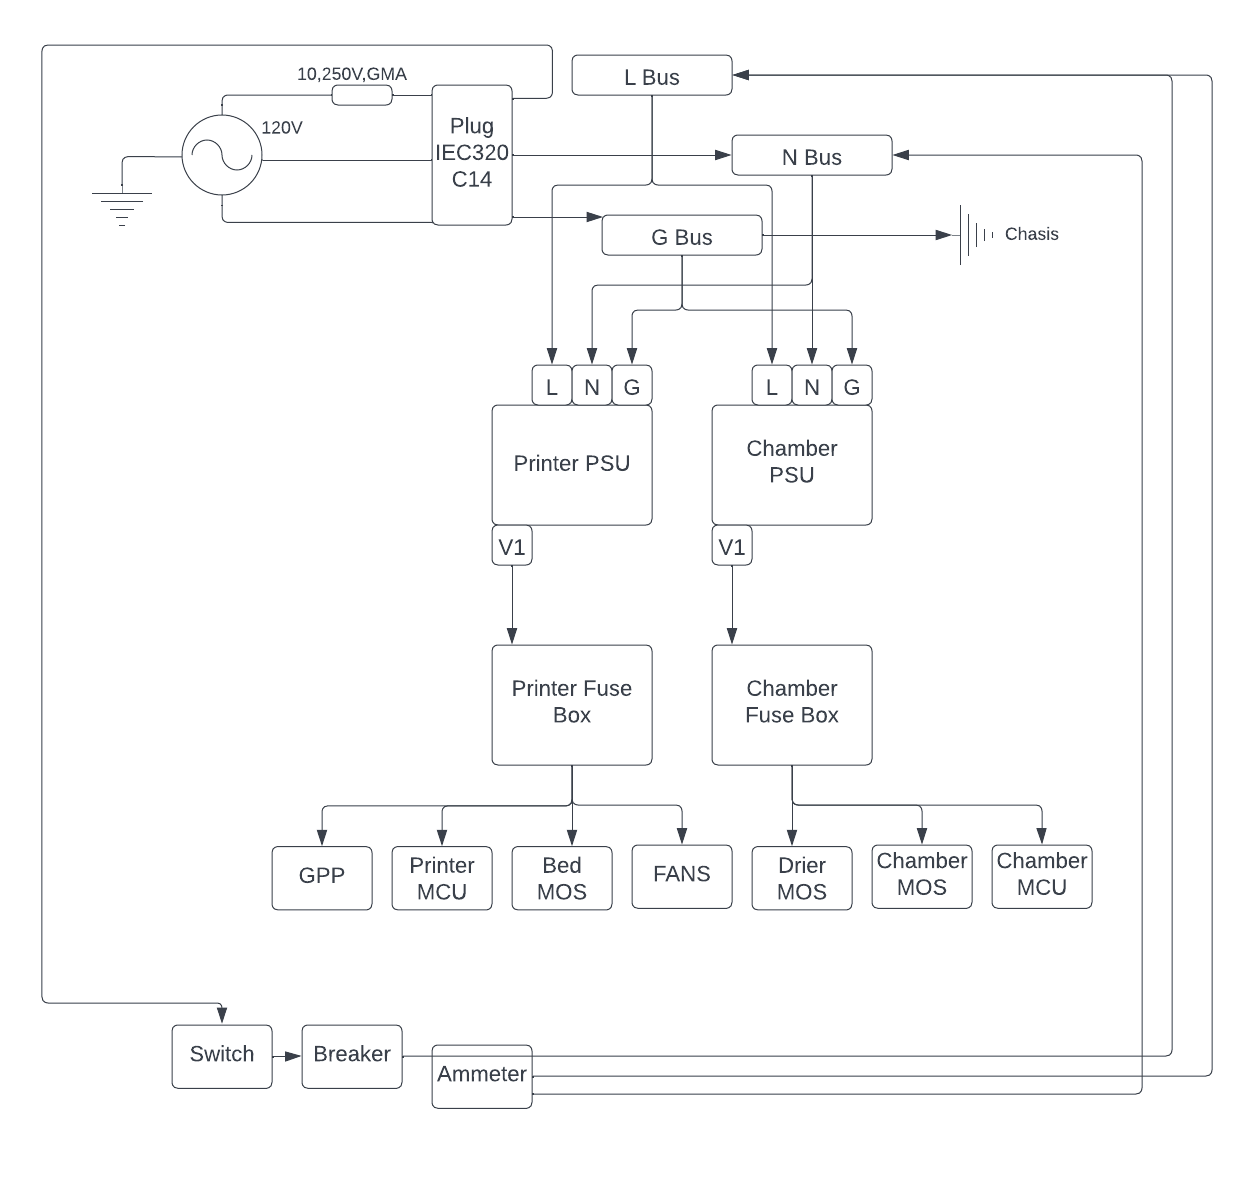 10,250V,GMA
L Bus
120V
Plug
IEC320
C14
N Bus
G Bus
Chasis
L
N
G
L
N
G
Printer PSU
Chamber
PSU
V1
V1
Printer Fuse
Box
Chamber
Fuse Box
GPP
Printer
MCU
Bed
MOS
FANS
Drier
MOS
Chamber
MOS
Chamber
MCU
Switch
Breaker
Ammeter